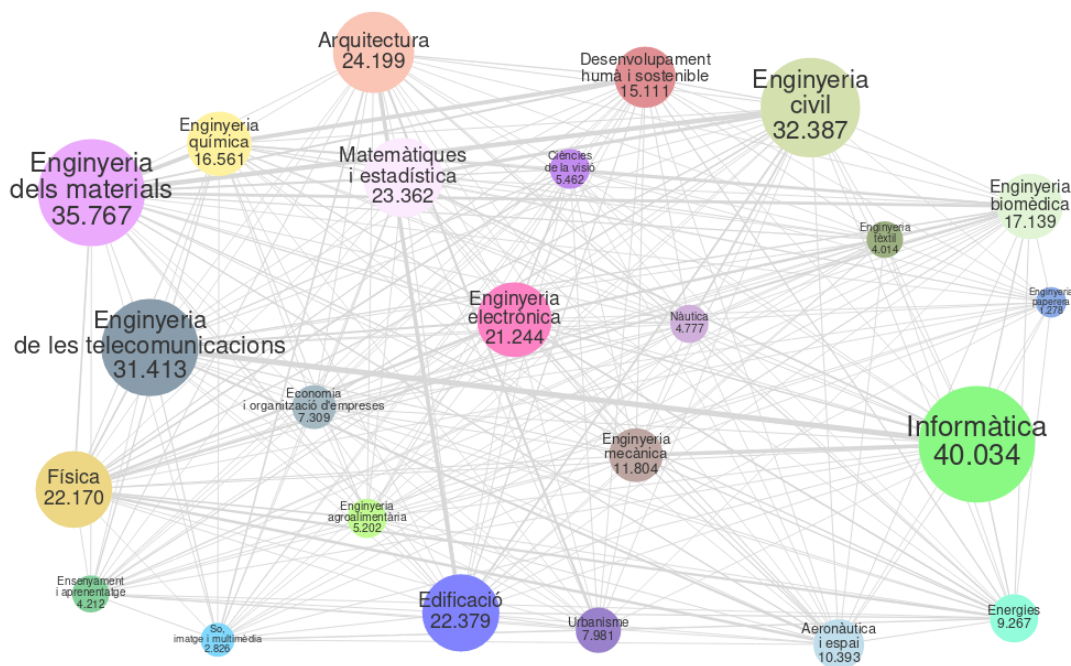 Arquitectura
24.199
Desenvolupament
humà i sostenible
15.111
Enginyeria
civil
32.387
Enginyeria
química
16.561
Enginyeria
dels materials
35.767
Matemàtiques
i estadística
23.362
Ciències
de la visió
5.462
Enginyeria
biomèdica
17.139
Enginyeria
tèxtil
4.014
Enginyeria
paperera
1.278
Enginyeria
electrònica
21.244
Nàutica
4.777
Enginyeria
de les telecomunicacions
31.413
Economia
i organització d'empreses
7.309
Informàtica
40.034
Enginyeria
mecànica
11.804
Física
22.170
Enginyeria
agroalimentària
5.202
Ensenyament
i aprenentatge
4.212
So,
imatge i multimèdia
2.826
Edificació
22.379
Urbanisme
7.981
Aeronàutica
i espai
10.393
Energies
9.267